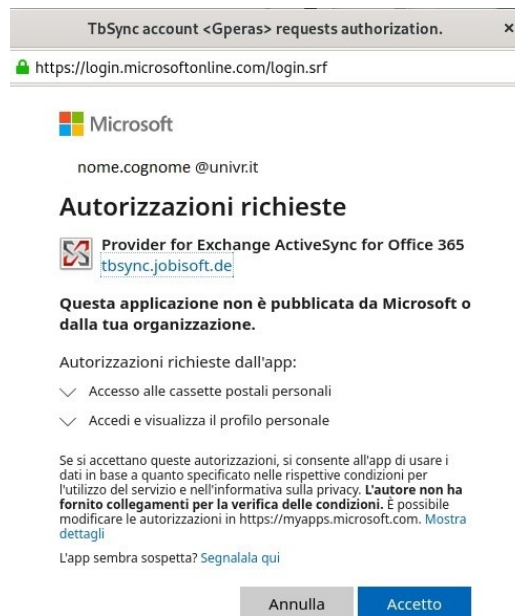 TbSync account <Gperas> requests authorization.
https://login.microsoftonline.com/login.srf
Microsoft
nome.cognome @univr.it
Autorizzazioni richieste
Provider for Exchange ActiveSync for Office 365
tbsync.jobisoft.de
Questa applicazione non è pubblicata da Microsoft o
dalla tua organizzazione.
Autorizzazioni richieste dall'app:
Accesso alle cassette postali personali
Accedi e visualizza il profilo personale
Se si accettano queste autorizzazioni, si consente all'app di usare i
dati in base a quanto specificato nelle rispettive condizioni per
l'utilizzo del servizio e nell'informativa sulla privacy. L'autore non ha
fornito collegamenti per la verifica delle condizioni. È possibile
modificare le autorizzazioni in https://myapps.microsoft.com. Mostra
dettagli
L'app sembra sospetta? Segnalala qui
Annulla Accetto